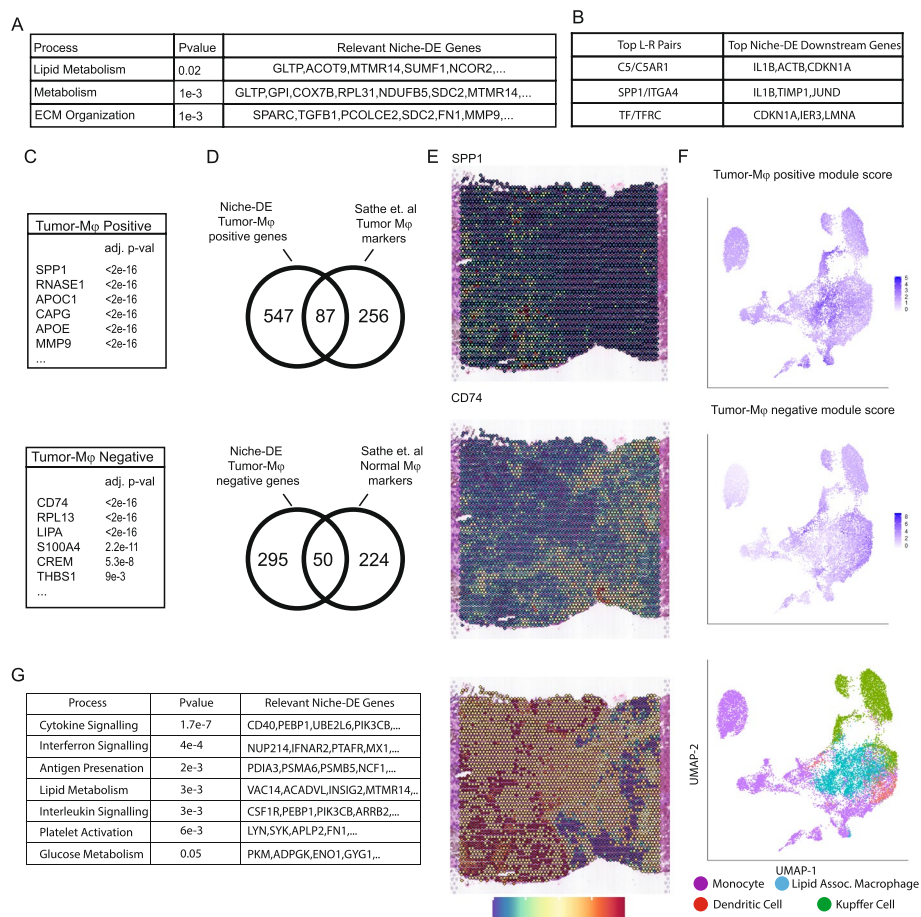 A
Process Pvalue Relevant Niche-DE Genes
Lipid Metabolism 0.02 GLTP,ACOT9,MTMR14,SUMF1,NCOR2,...
Metabolism 1e-3 GLTP,GPI,COX7B,RPL31,NDUFB5,SDC2,MTMR14,...
ECM Organization 1e-3 SPARC,TGFB1,PCOLCE2,SDC2,FN1,MMP9,...
B
Top L-R Pairs Top Niche-DE Downstream Genes
C5/C5AR1 IL1B,ACTB,CDKN1A
SPP1/ITGA4 IL1B,TIMP1,JUND
TF/TFRC CDKN1A,IER3,LMNA
C
Tumor-Mφ Positive
adj. p-val
SPP1 <2e-16
RNASE1 <2e-16
APOC1 <2e-16
CAPG <2e-16
APOE <2e-16
MMP9 <2e-16
...
Tumor-Mφ Negative
adj. p-val
CD74 <2e-16
RPL13 <2e-16
LIPA <2e-16
S100A4 2.2e-11
CREM 5.3e-8
THBS1 9e-3
...
D
Niche-DE
Tumor-Mφ
positive genes
Sathe et. al
Tumor Mφ
markers
547 87 256
Niche-DE
Tumor-Mφ
negative genes
Sathe et. al
Normal Mφ
markers
295 50 224
E
SPP1
CD74
F
Tumor-Mφ positive module score
5
4
3
2
1
0
Tumor-Mφ negative module score
8
6
4
2
0
UMAP-2
UMAP-1
Monocyte Lipid Assoc. Macrophage
Dendritic Cell Kupffer Cell
G
Process Pvalue Relevant Niche-DE Genes
Cytokine Signalling 1.7e-7 CD40,PEBP1,UBE2L6,PIK3CB,...
Interferron Signalling 4e-4 NUP214,IFNAR2,PTAFR,MX1,...
Antigen Presenation 2e-3 PDIA3,PSMA6,PSMB5,NCF1,...
Lipid Metabolism 3e-3 VAC14,ACADVL,INSIG2,MTMR14,..
Interleukin Signalling 3e-3 CSF1R,PEBP1,PIK3CB,ARRB2,...
Platelet Activation 6e-3 LYN,SYK,APLP2,FN1,...
Glucose Metabolism 0.05 PKM,ADPGK,ENO1,GYG1,..